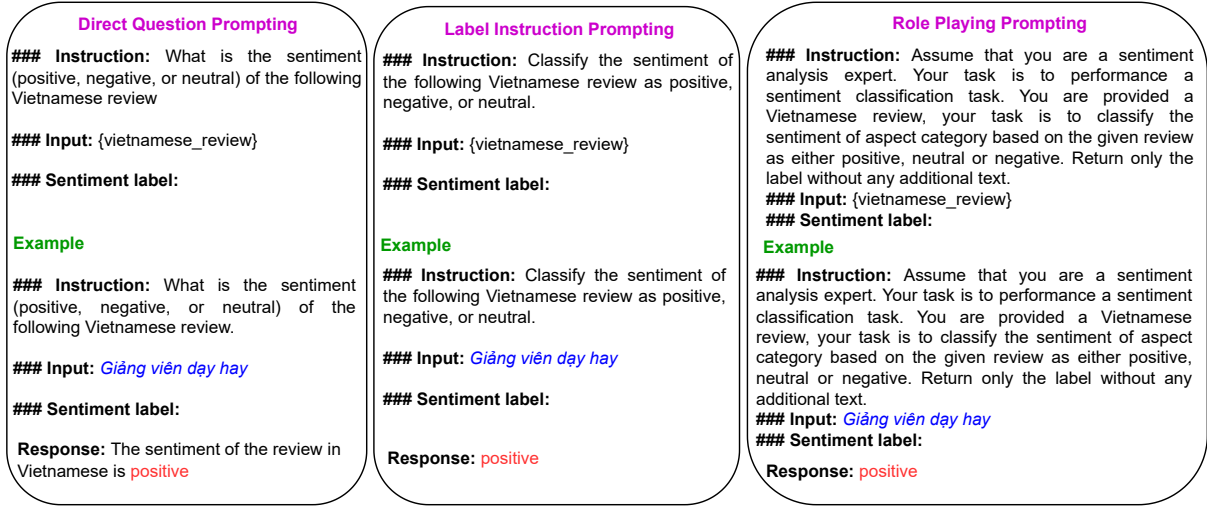 Direct Question Prompting
### Instruction: What is the sentiment
(positive, negative, or neutral) of the following
Vietnamese review
### Input: {vietnamese_review}
### Sentiment label:
Example
### Instruction: What is the sentiment
(positive, negative, or neutral) of the
following Vietnamese review.
### Input: Giảng viên dạy hay
### Sentiment label:
Response: The sentiment of the review in
Vietnamese is positive
Label Instruction Prompting
### Instruction: Classify the sentiment of
the following Vietnamese review as positive,
negative, or neutral.
### Input: {vietnamese_review}
### Sentiment label:
Example
### Instruction: Classify the sentiment of
the following Vietnamese review as positive,
negative, or neutral.
### Input: Giảng viên dạy hay
### Sentiment label:
Response: positive
Role Playing Prompting
### Instruction: Assume that you are a sentiment
analysis expert. Your task is to performance a
sentiment classification task. You are provided a
Vietnamese review, your task is to classify the
sentiment of aspect category based on the given review
as either positive, neutral or negative. Return only the
label without any additional text.
### Input: {vietnamese_review}
### Sentiment label:
Example
### Instruction: Assume that you are a sentiment
analysis expert. Your task is to performance a sentiment
classification task. You are provided a Vietnamese
review, your task is to classify the sentiment of aspect
category based on the given review as either positive,
neutral or negative. Return only the label without any
additional text.
### Input: Giảng viên dạy hay
### Sentiment label:
Response: positive